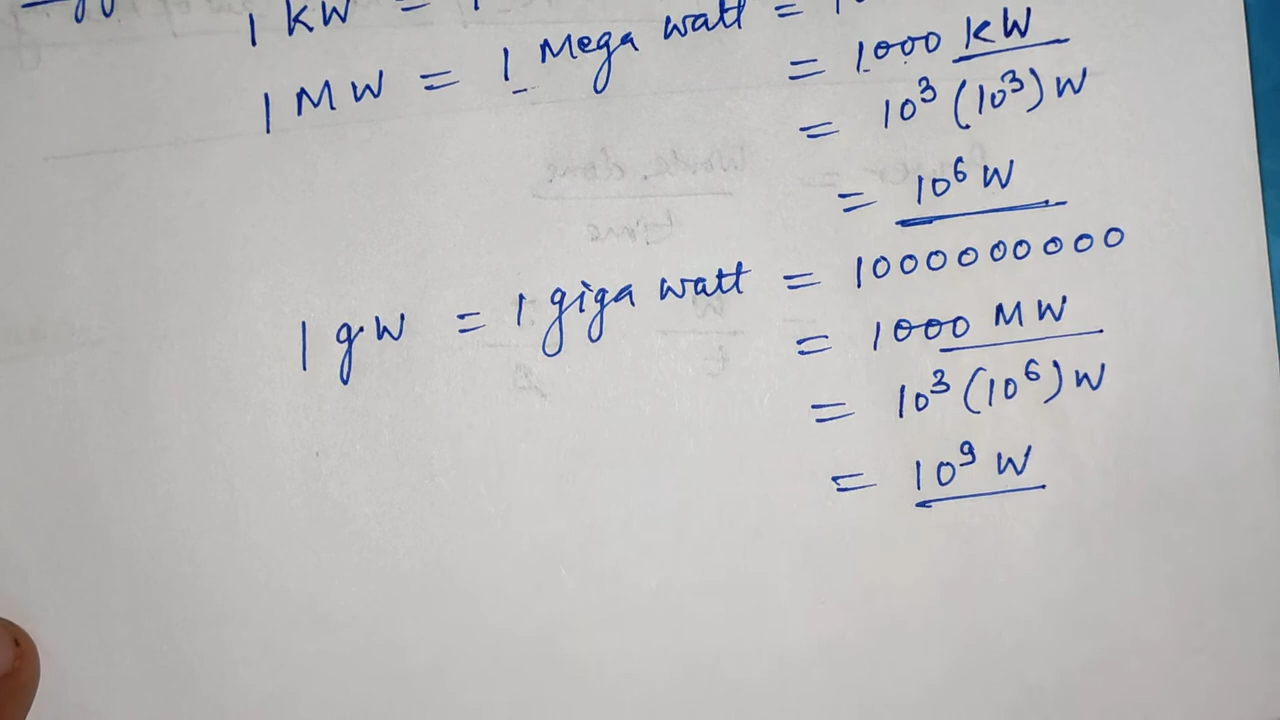 1 KW =
1 MW = 1 Mega watt =
= 1000 KW
= 10³ (10³) W
= 10⁶ W
1 gW = 1 giga watt = 1000000000
= 1000 MW
= 10³ (10⁶) W
= 10⁹ W